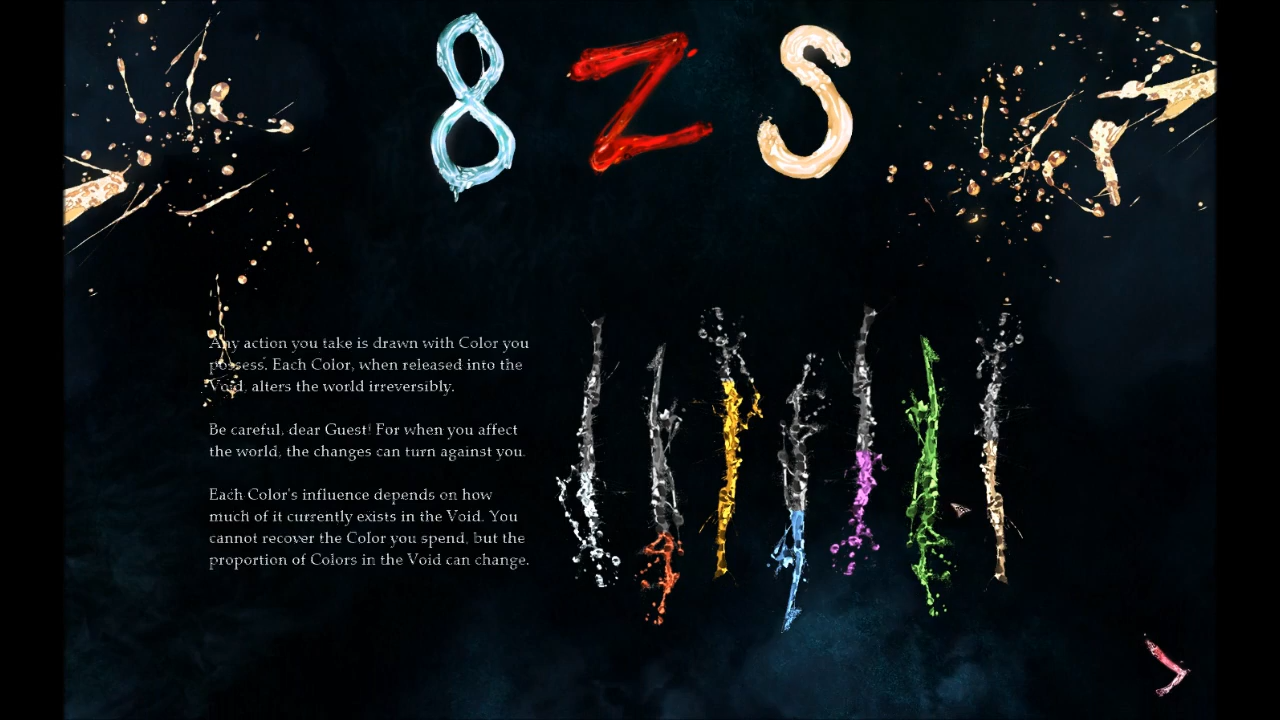 8 Z S
Any action you take is drawn with Color you
possess. Each Color, when released into the
Void, alters the world irreversibly.
Be careful, dear Guest! For when you affect
the world, the changes can turn against you.
Each Color's influence depends on how
much of it currently exists in the Void. You
cannot recover the Color you spend, but the
proportion of Colors in the Void can change.